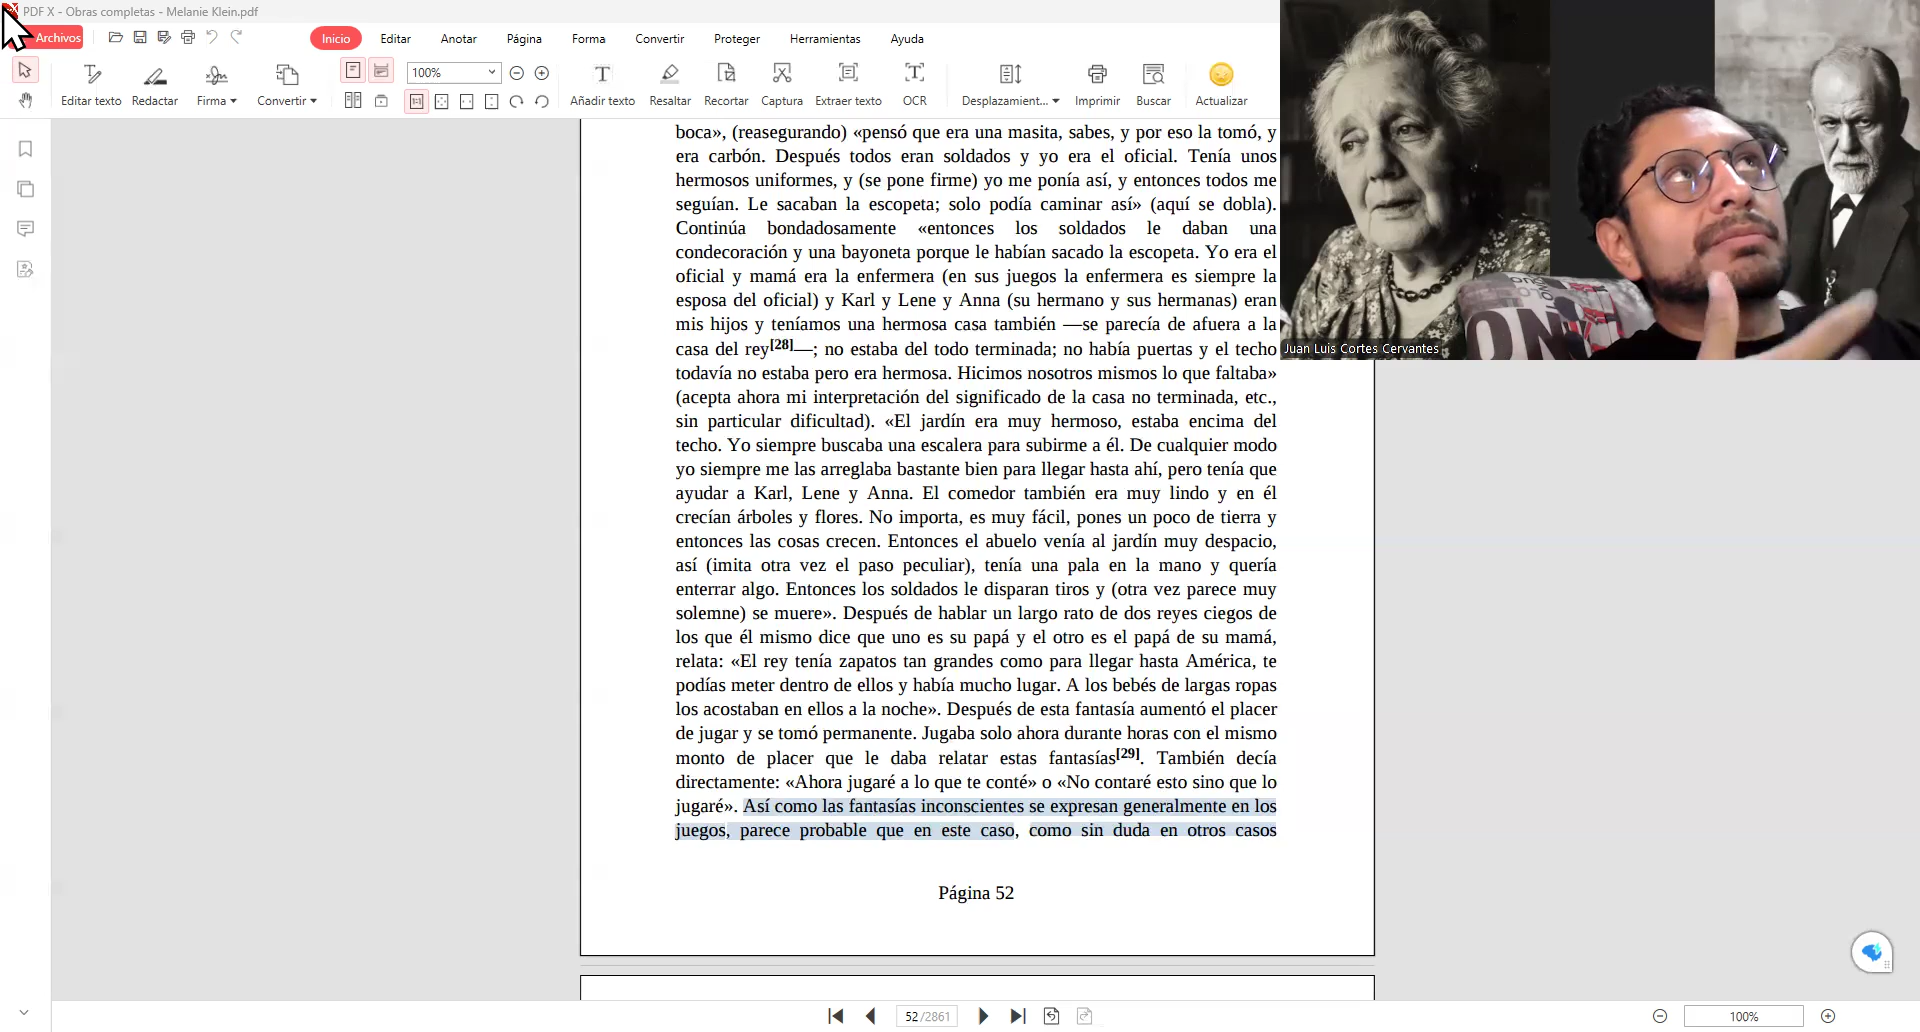 PDF X - Obras completas - Melanie Klein.pdf
Archivos
Inicio
Editar
Anotar
Página
Forma
Convertir
Proteger
Herramientas
Ayuda
100%
Editar texto
Redactar
Firma
Convertir
Añadir texto
Resaltar
Recortar
Captura
Extraer texto
OCR
Desplazamient...
Imprimir
Buscar
Actualizar
boca», (reasegurando) «pensó que era una masita, sabes, y por eso la tomó, y
era carbón. Después todos eran soldados y yo era el oficial. Tenía unos
hermosos uniformes, y (se pone firme) yo me ponía así, y entonces todos me
seguían. Le sacaban la escopeta; solo podía caminar así» (aquí se dobla).
Continúa bondadosamente «entonces los soldados le daban una
condecoración y una bayoneta porque le habían sacado la escopeta. Yo era el
oficial y mamá era la enfermera (en sus juegos la enfermera es siempre la
esposa del oficial) y Karl y Lene y Anna (su hermano y sus hermanas) eran
mis hijos y teníamos una hermosa casa también —se parecía de afuera a la
casa del rey[28]—; no estaba del todo terminada; no había puertas y el techo
todavía no estaba pero era hermosa. Hicimos nosotros mismos lo que faltaba»
(acepta ahora mi interpretación del significado de la casa no terminada, etc.,
sin particular dificultad). «El jardín era muy hermoso, estaba encima del
techo. Yo siempre buscaba una escalera para subirme a él. De cualquier modo
yo siempre me las arreglaba bastante bien para llegar hasta ahí, pero tenía que
ayudar a Karl, Lene y Anna. El comedor también era muy lindo y en él
crecían árboles y flores. No importa, es muy fácil, pones un poco de tierra y
entonces las cosas crecen. Entonces el abuelo venía al jardín muy despacio,
así (imita otra vez el paso peculiar), tenía una pala en la mano y quería
enterrar algo. Entonces los soldados le disparan tiros y (otra vez parece muy
solemne) se muere». Después de hablar un largo rato de dos reyes ciegos de
los que él mismo dice que uno es su papá y el otro es el papá de su mamá,
relata: «El rey tenía zapatos tan grandes como para llegar hasta América, te
podías meter dentro de ellos y había mucho lugar. A los bebés de largas ropas
los acostaban en ellos a la noche». Después de esta fantasía aumentó el placer
de jugar y se tomó permanente. Jugaba solo ahora durante horas con el mismo
monto de placer que le daba relatar estas fantasías[29]. También decía
directamente: «Ahora jugaré a lo que te conté» o «No contaré esto sino que lo
jugaré». Así como las fantasías inconscientes se expresan generalmente en los
juegos, parece probable que en este caso, como sin duda en otros casos
Página 52
Juan Luis Cortes Cervantes
52/2861
100%